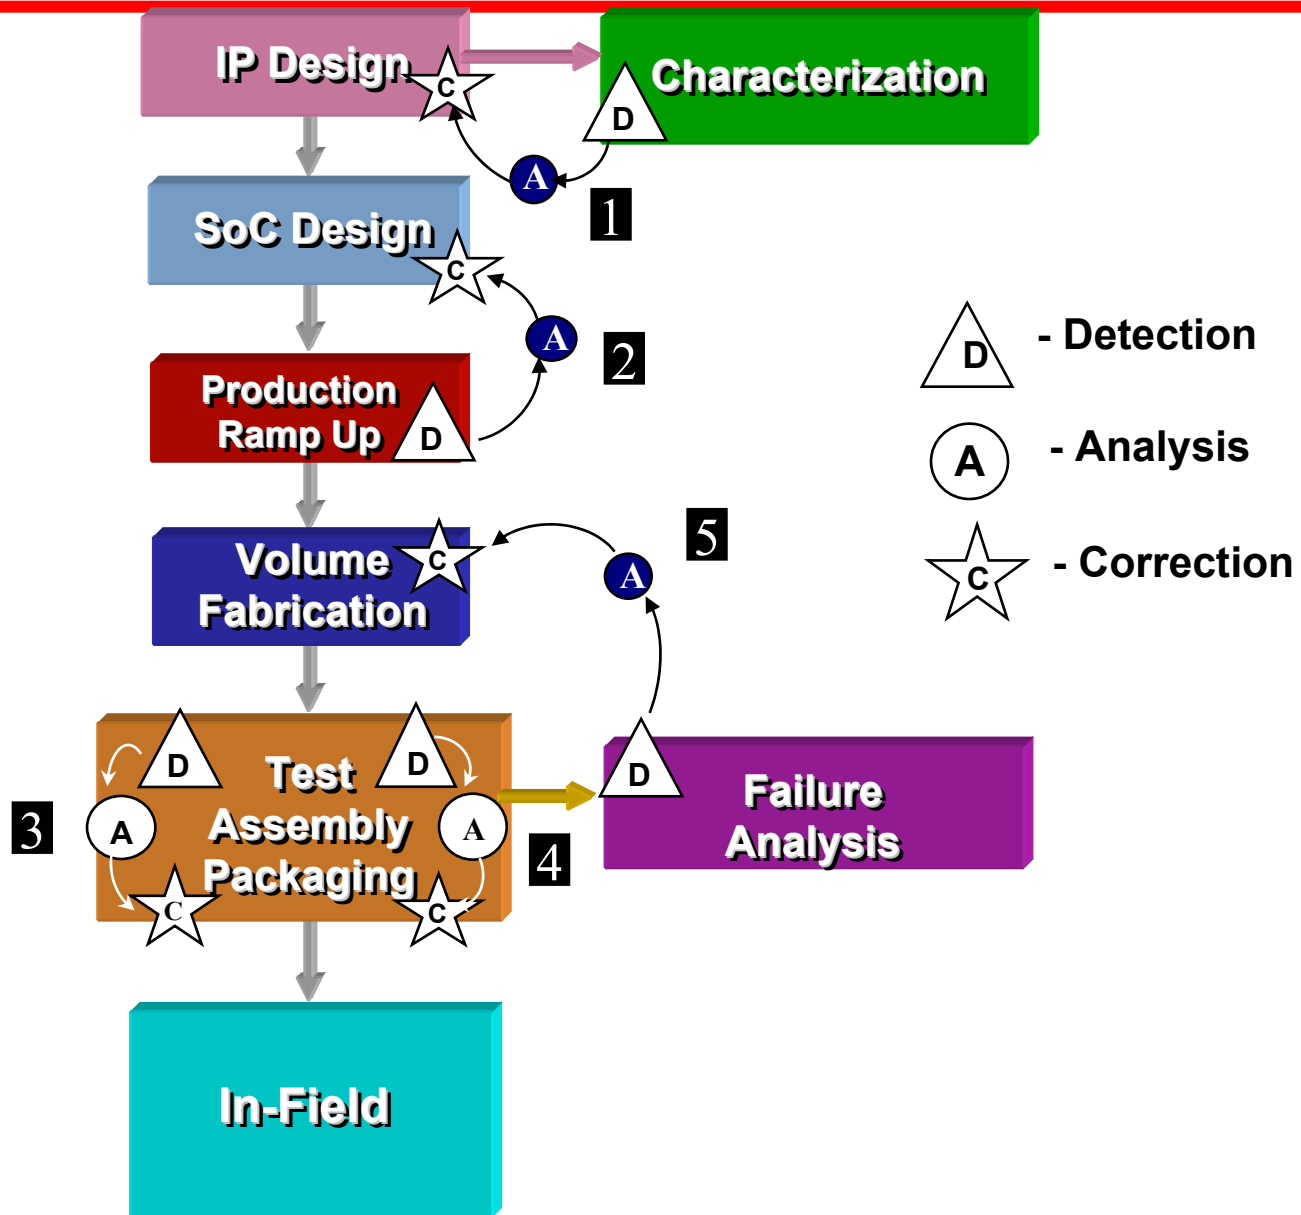 IP Design
C
Characterization
D
A
1
SoC Design
C
A
2
Production
Ramp Up
D
D
- Detection
A
- Analysis
C
- Correction
Volume
Fabrication
C
A
5
D
D
Test
Assembly
Packaging
A
A
C
C
3
4
D
Failure
Analysis
In-Field